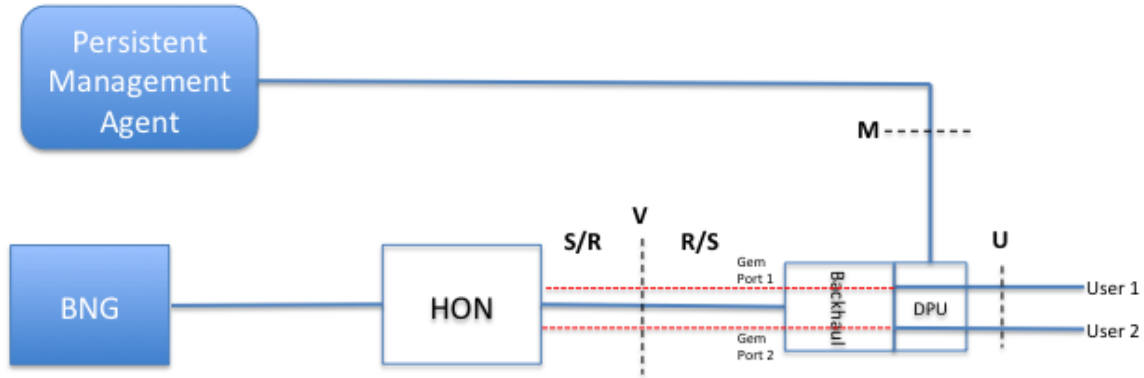 Persistent
Management
Agent
M
V
S/R
R/S
U
Gem
Port 1
BNG
HON
Backhaul
DPU
User 1
User 2
Gem
Port 2